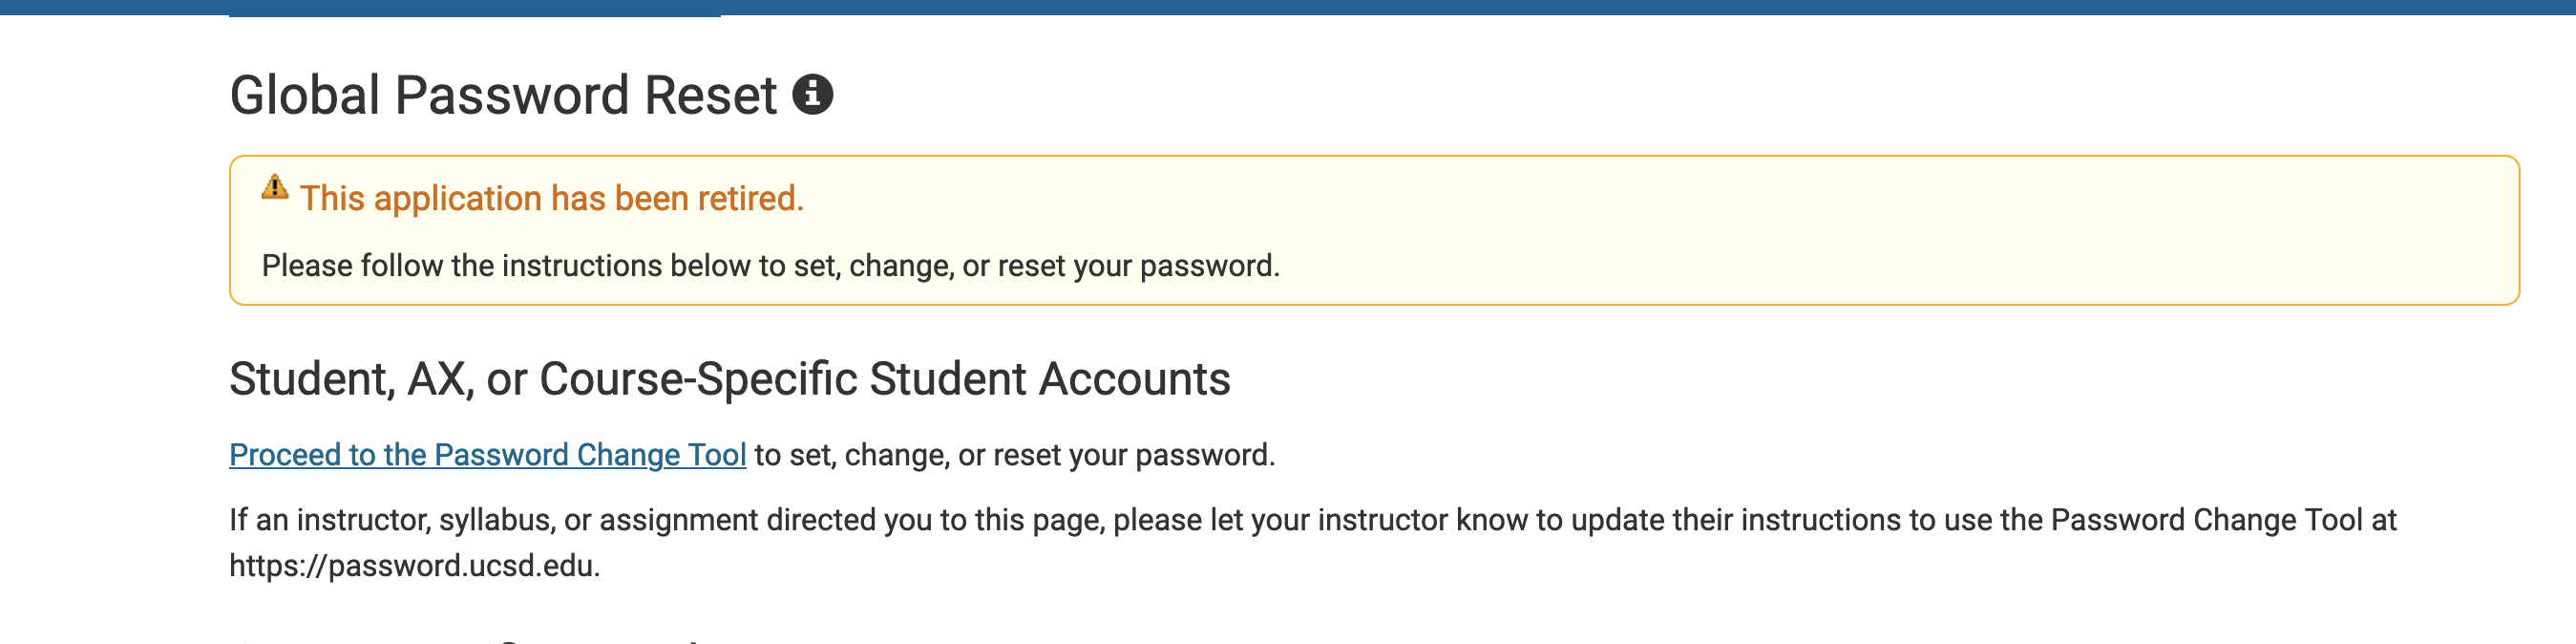 Global Password Reset
This application has been retired.
Please follow the instructions below to set, change, or reset your password.
Student, AX, or Course-Specific Student Accounts
Proceed to the Password Change Tool to set, change, or reset your password.
If an instructor, syllabus, or assignment directed you to this page, please let your instructor know to update their instructions to use the Password Change Tool at
https://password.ucsd.edu.